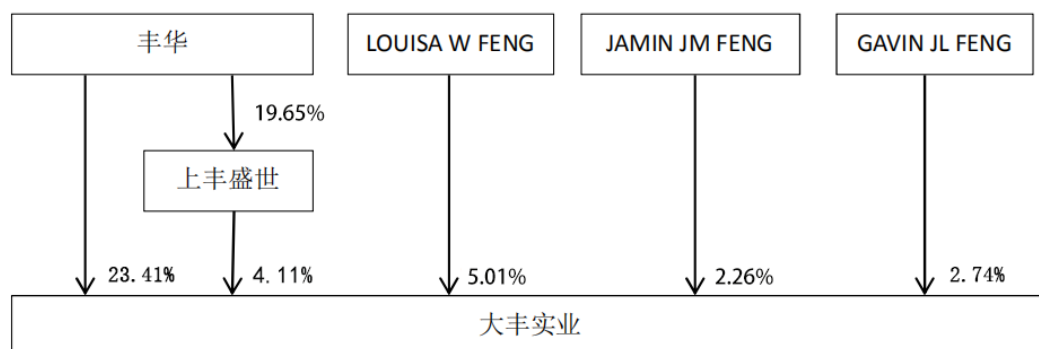 丰华
LOUISA W FENG
JAMIN JM FENG
GAVIN JL FENG
19.65%
上丰盛世
23.41%
4.11%
5.01%
2.26%
2.74%
大丰实业